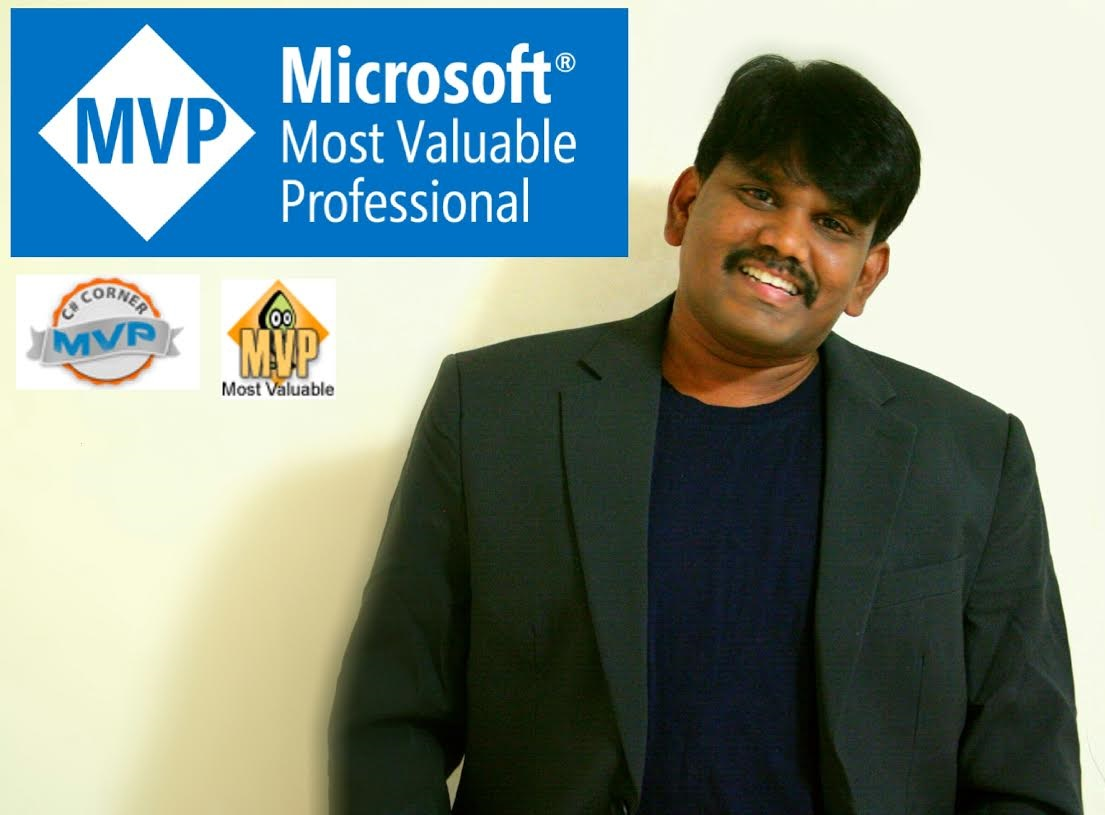 MVP
Microsoft®
Most Valuable
Professional
C# CORNER
MVP
MVP
Most Valuable